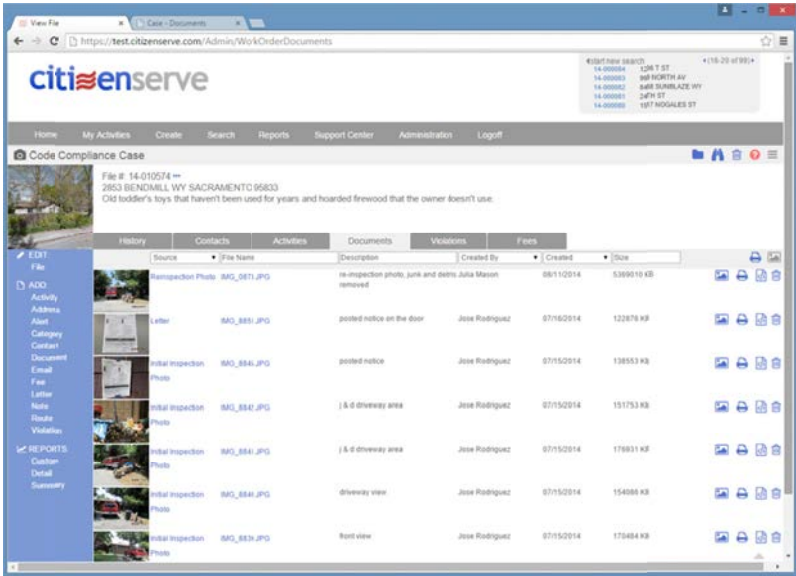 View File
Case - Documents
https://test.citizenserve.com/Admin/WorkOrderDocuments
citizenserve
start new search
(16-20 of 99)
14-000004
T ST
14-000003
NORTH AV
14-000002
SUNBLAZE WY
14-000001
24TH ST
14-000000
NOGALES ST
Home My Activities Create Search Reports Support Center Administration Logoff
Code Compliance Case
File #: 14-010574
2853 BENDMILL WY SACRAMENTO 95833
Old toddler's toys that haven't been used for years and hoarded firewood that the owner doesn't use.
History Contacts Activities Documents Violations Fees
EDIT
File
ADD
Activity
Address
Alert
Category
Contact
Document
Email
Fee
Letter
Note
Route
Violation
REPORTS
Custom
Detail
Summary
Source File Name Description Created By Created Size
Reinspection Photo re-inspection photo, junk and detris Julia Mason 08/11/2014 5369010 KB
removed
Letter posted notice on the door Jose Rodriguez 07/16/2014 122876 KB
Initial Inspection posted notice Jose Rodriguez 07/15/2014 138553 KB
Photo
Initial Inspection j & d driveway area Jose Rodriguez 07/15/2014 151753 KB
Photo
Initial Inspection j & d driveway area Jose Rodriguez 07/15/2014 176931 KB
Photo
Initial Inspection driveway view Jose Rodriguez 07/15/2014 154086 KB
Photo
Initial Inspection front view Jose Rodriguez 07/15/2014 170484 KB
Photo